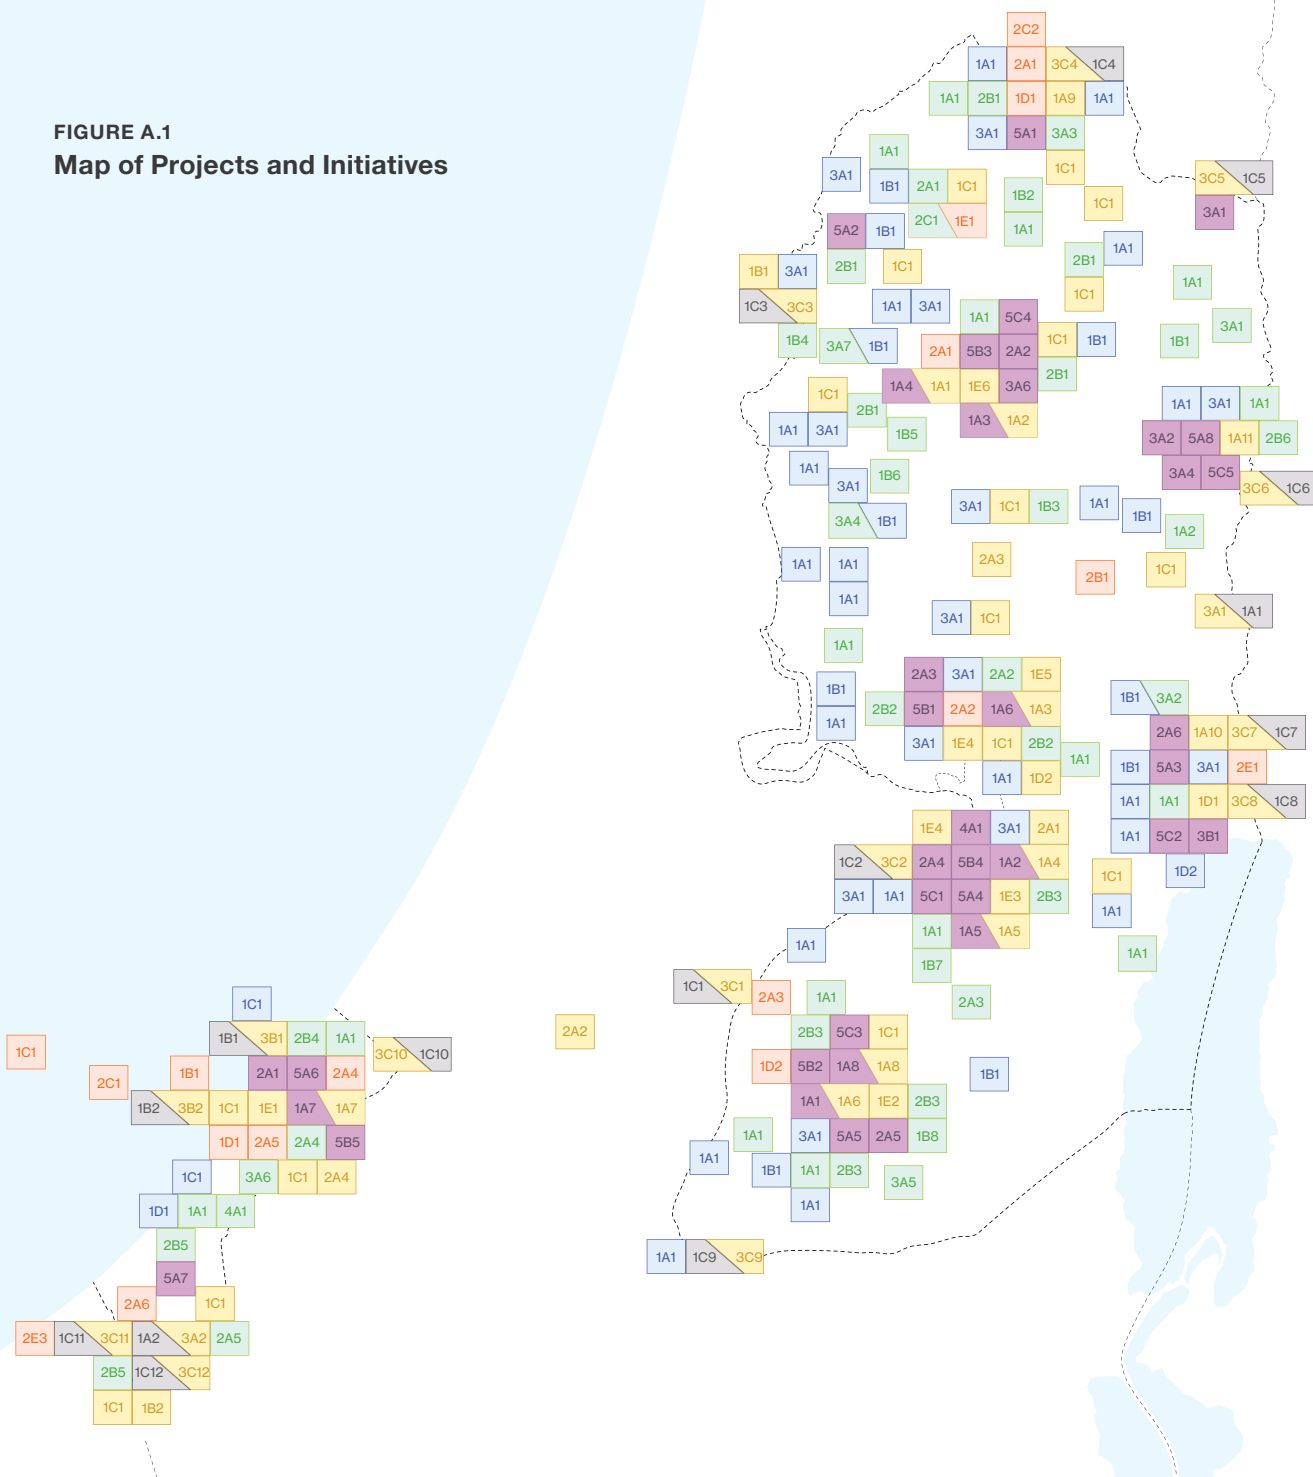 FIGURE A.1
Map of Projects and Initiatives
2C2
1A1 2A1 3C4 1C4
1A1 2B1 1D1 1A9 1A1
3A1 5A1 3A3
1A1
3A1
1C1
3C5 1C5
1B1 2A1 1C1
1B2
1C1
3A1
2C1 1E1
5A2 1B1
1A1
1A1
2B1
2B1 1C1
1B1 3A1
1A1
1C1
1C3 3C3
1A1 3A1
1A1 5C4
3A1
1B4
3A7 1B1
2A1 5B3 2A2
1C1 1B1
1B1
2B1
1A4 1A1 1E6 3A6
1C1
2B1
1A1 3A1 1A1
1A3 1A2
1A1 3A1
1B5
3A2 5A8 1A11 2B6
1A1
1B6
3A4 5C5
3A1
3C6 1C6
3A1 1C1 1B3
1A1
1B1
3A4 1B1
1A2
1A1 1A1
2A3
1C1
2B1
1A1
3A1 1C1
3A1 1A1
1A1
2A3 3A1 2A2 1E5
1B1
1B1 3A2
2B2 5B1 2A2 1A6 1A3
1A1
2A6 1A10 3C7 1C7
3A1 1E4 1C1 2B2
1A1
1B1 5A3 3A1 2E1
1A1 1D2
1A1 1A1 1D1 3C8 1C8
1E4 4A1 3A1 2A1
1A1 5C2 3B1
1C2 3C2 2A4 5B4 1A2 1A4
1D2
1C1
3A1 1A1 5C1 5A4 1E3 2B3
1A1
1A1 1A5 1A5
1A1
1A1
1B7
1C1 3C1
2A3
1A1
2A3
1C1
2B3 5C3 1C1
2A2
1B1 3B1 2B4 1A1
1C1
3C10 1C10
1D2 5B2 1A8 1A8
1B1
2C1
1B1
2A1 5A6 2A4
1A1 1A6 1E2 2B3
1B2 3B2 1C1 1E1 1A7 1A7
1A1
3A1 5A5 2A5 1B8
1D1 2A5 2A4 5B5
1A1
1B1 1A1 2B3
1C1
3A6 1C1 2A4
3A5
1A1
1D1 1A1 4A1
2B5
1A1 1C9 3C9
5A7
2A6
1C1
2E3 1C11 3C11 1A2 3A2 2A5
2B5 1C12 3C12
1C1 1B2